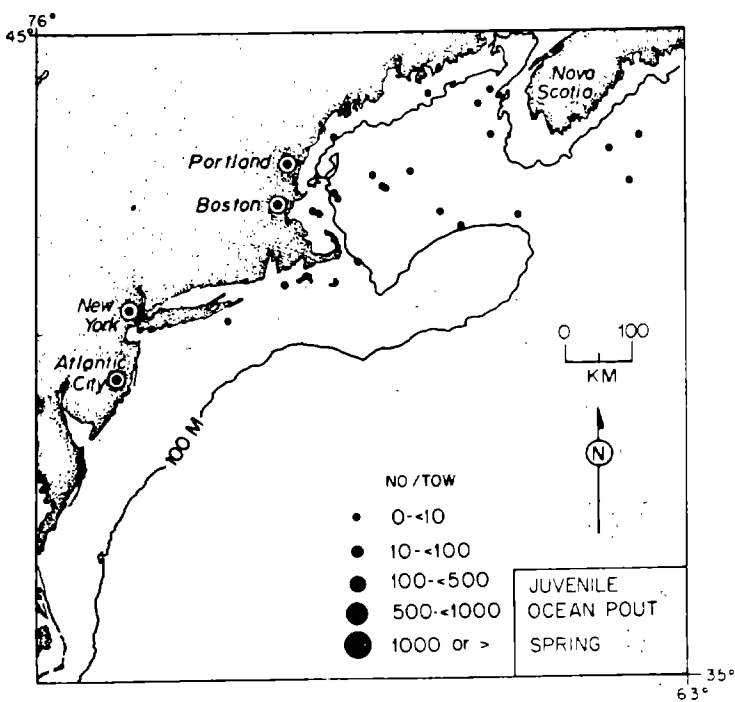 76°
45°
Nova
Scotia
Portland
Boston
New
York
Atlantic
City
0 100
KM
100 M
N
NO/TOW
0-<10
10-<100
100-<500
500-<1000
1000 or >
JUVENILE
OCEAN POUT
SPRING
35°
63°